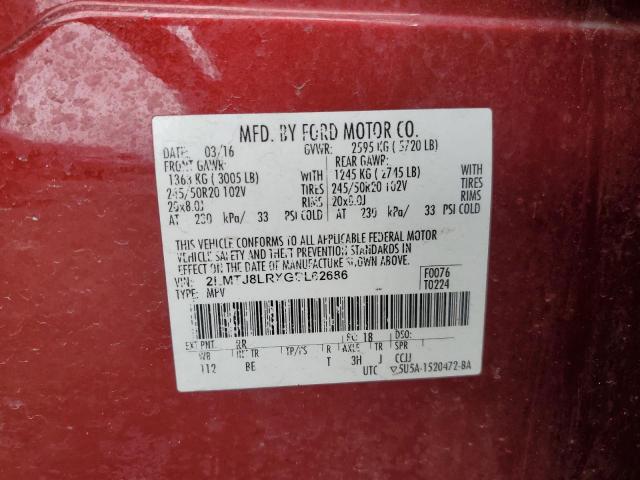 MFD. BY FORD MOTOR CO.
DATE: 03/16 GVWR: 2595 KG ( 5720 LB)
FRONT GAWR: REAR GAWR:
1363 KG ( 3005 LB) WITH 1245 KG ( 2745 LB) WITH
245/50R20 102V TIRES 245/50R20 102V TIRES
20x8.0J RIMS 20x8.0J RIMS
AT 230 kPa/ 33 PSI COLD AT 230 kPa/ 33 PSI COLD
THIS VEHICLE CONFORMS TO ALL APPLICABLE FEDERAL MOTOR
VEHICLE SAFETY AND THEFT PREVENTION STANDARDS IN
EFFECT ON THE DATE OF MANUFACTURE SHOWN ABOVE.
VIN: F0076
TYPE: MPV T0224
EXT PNT: RR RC: 18 DSO:
WB INT TR TP/PS R AXLE TR SPR
112 BE T 3H J CCJJ
UTC 5U5A-1520472-BA